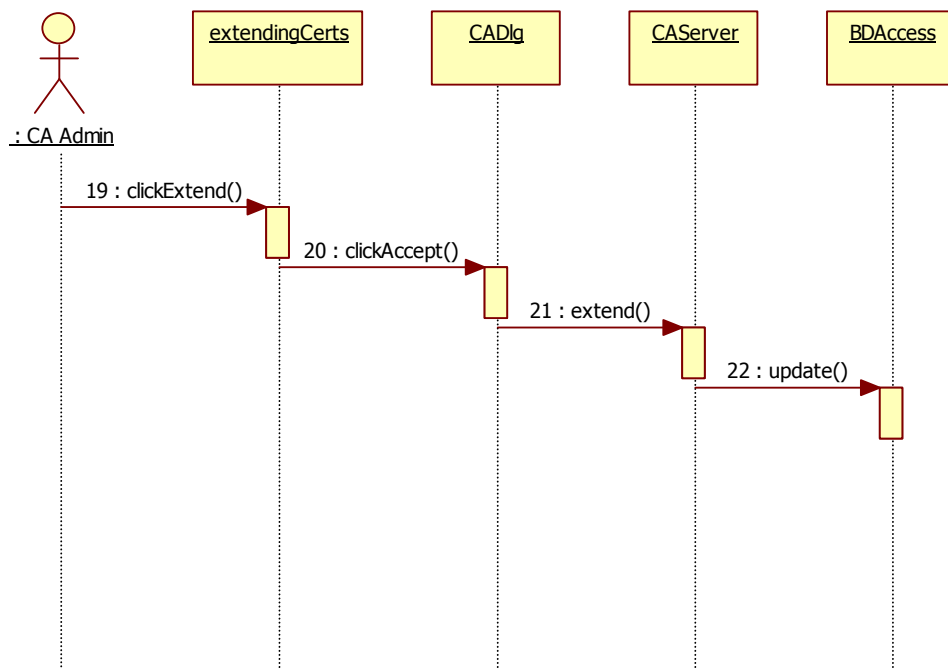 extendingCerts
CADlg
CAServer
BDAccess
: CA Admin
19 : clickExtend()
20 : clickAccept()
21 : extend()
22 : update()